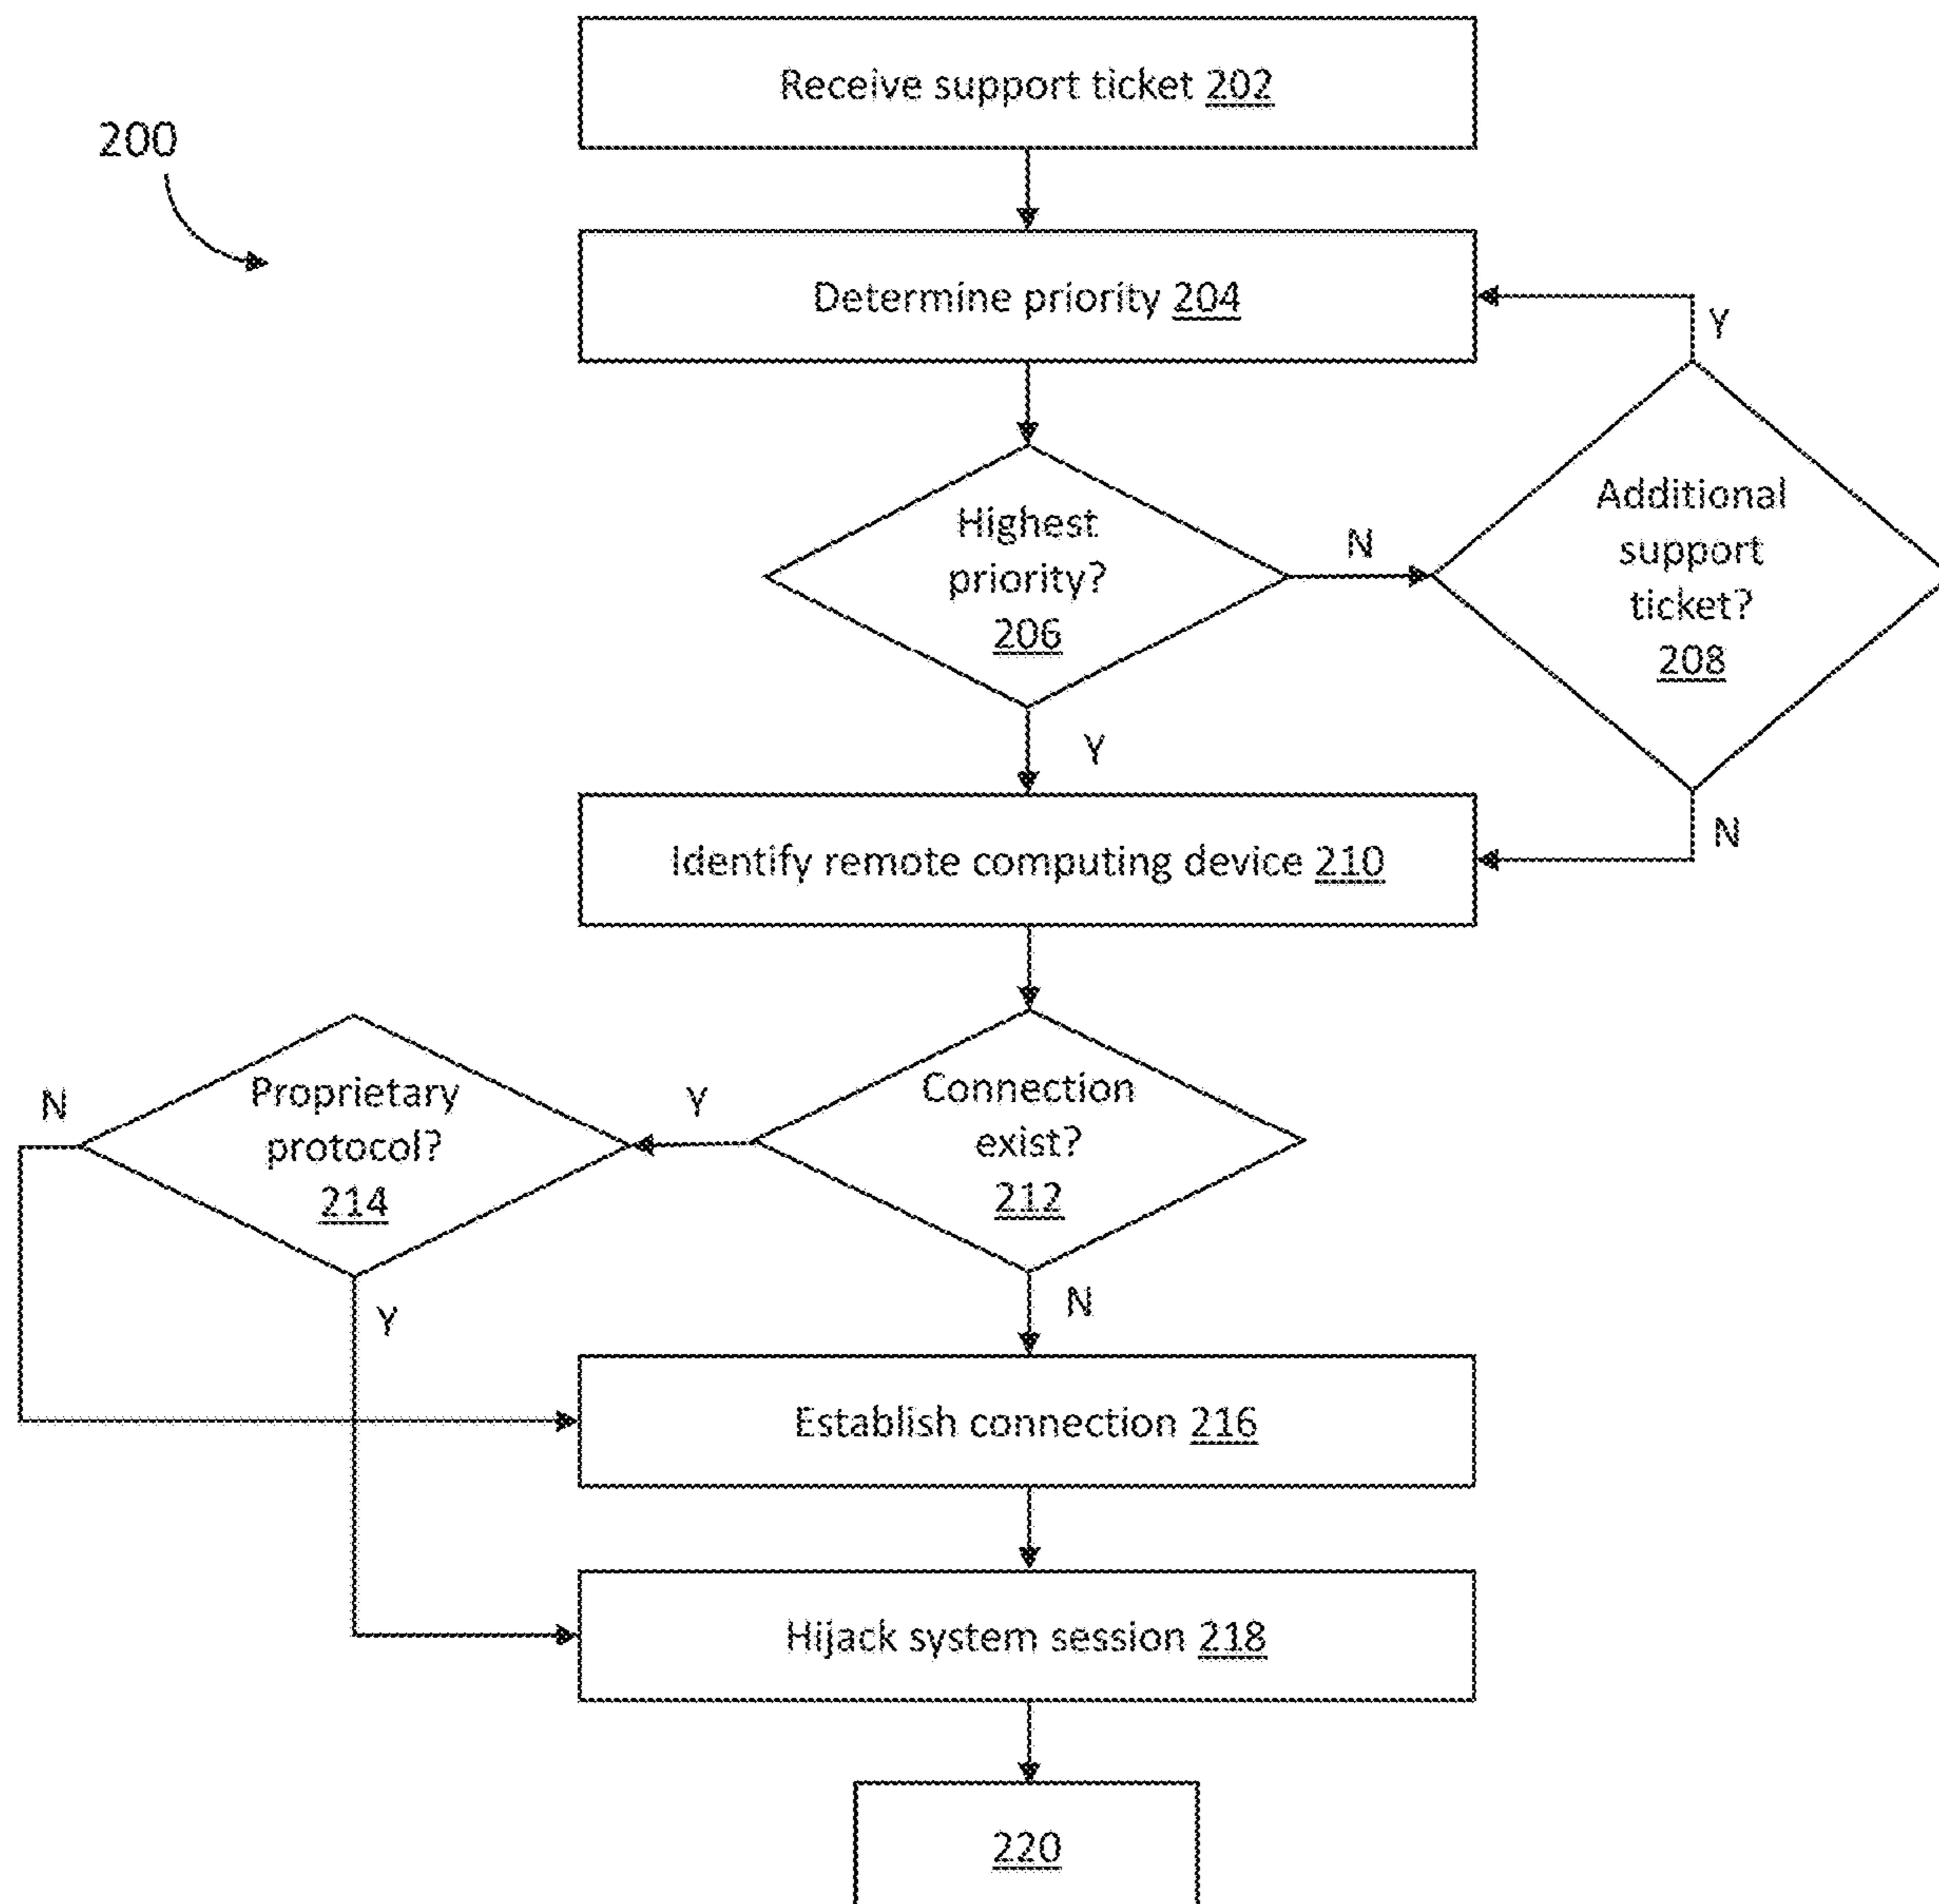 Receive support ticket 202
200
Determine priority 204
Y
Highest
priority?
206
N
Additional
support
ticket?
208
Y
N
Identify remote computing device 210
N
Proprietary
protocol?
214
Y
Connection
exist?
212
Y
N
Establish connection 216
Hijack system session 218
220